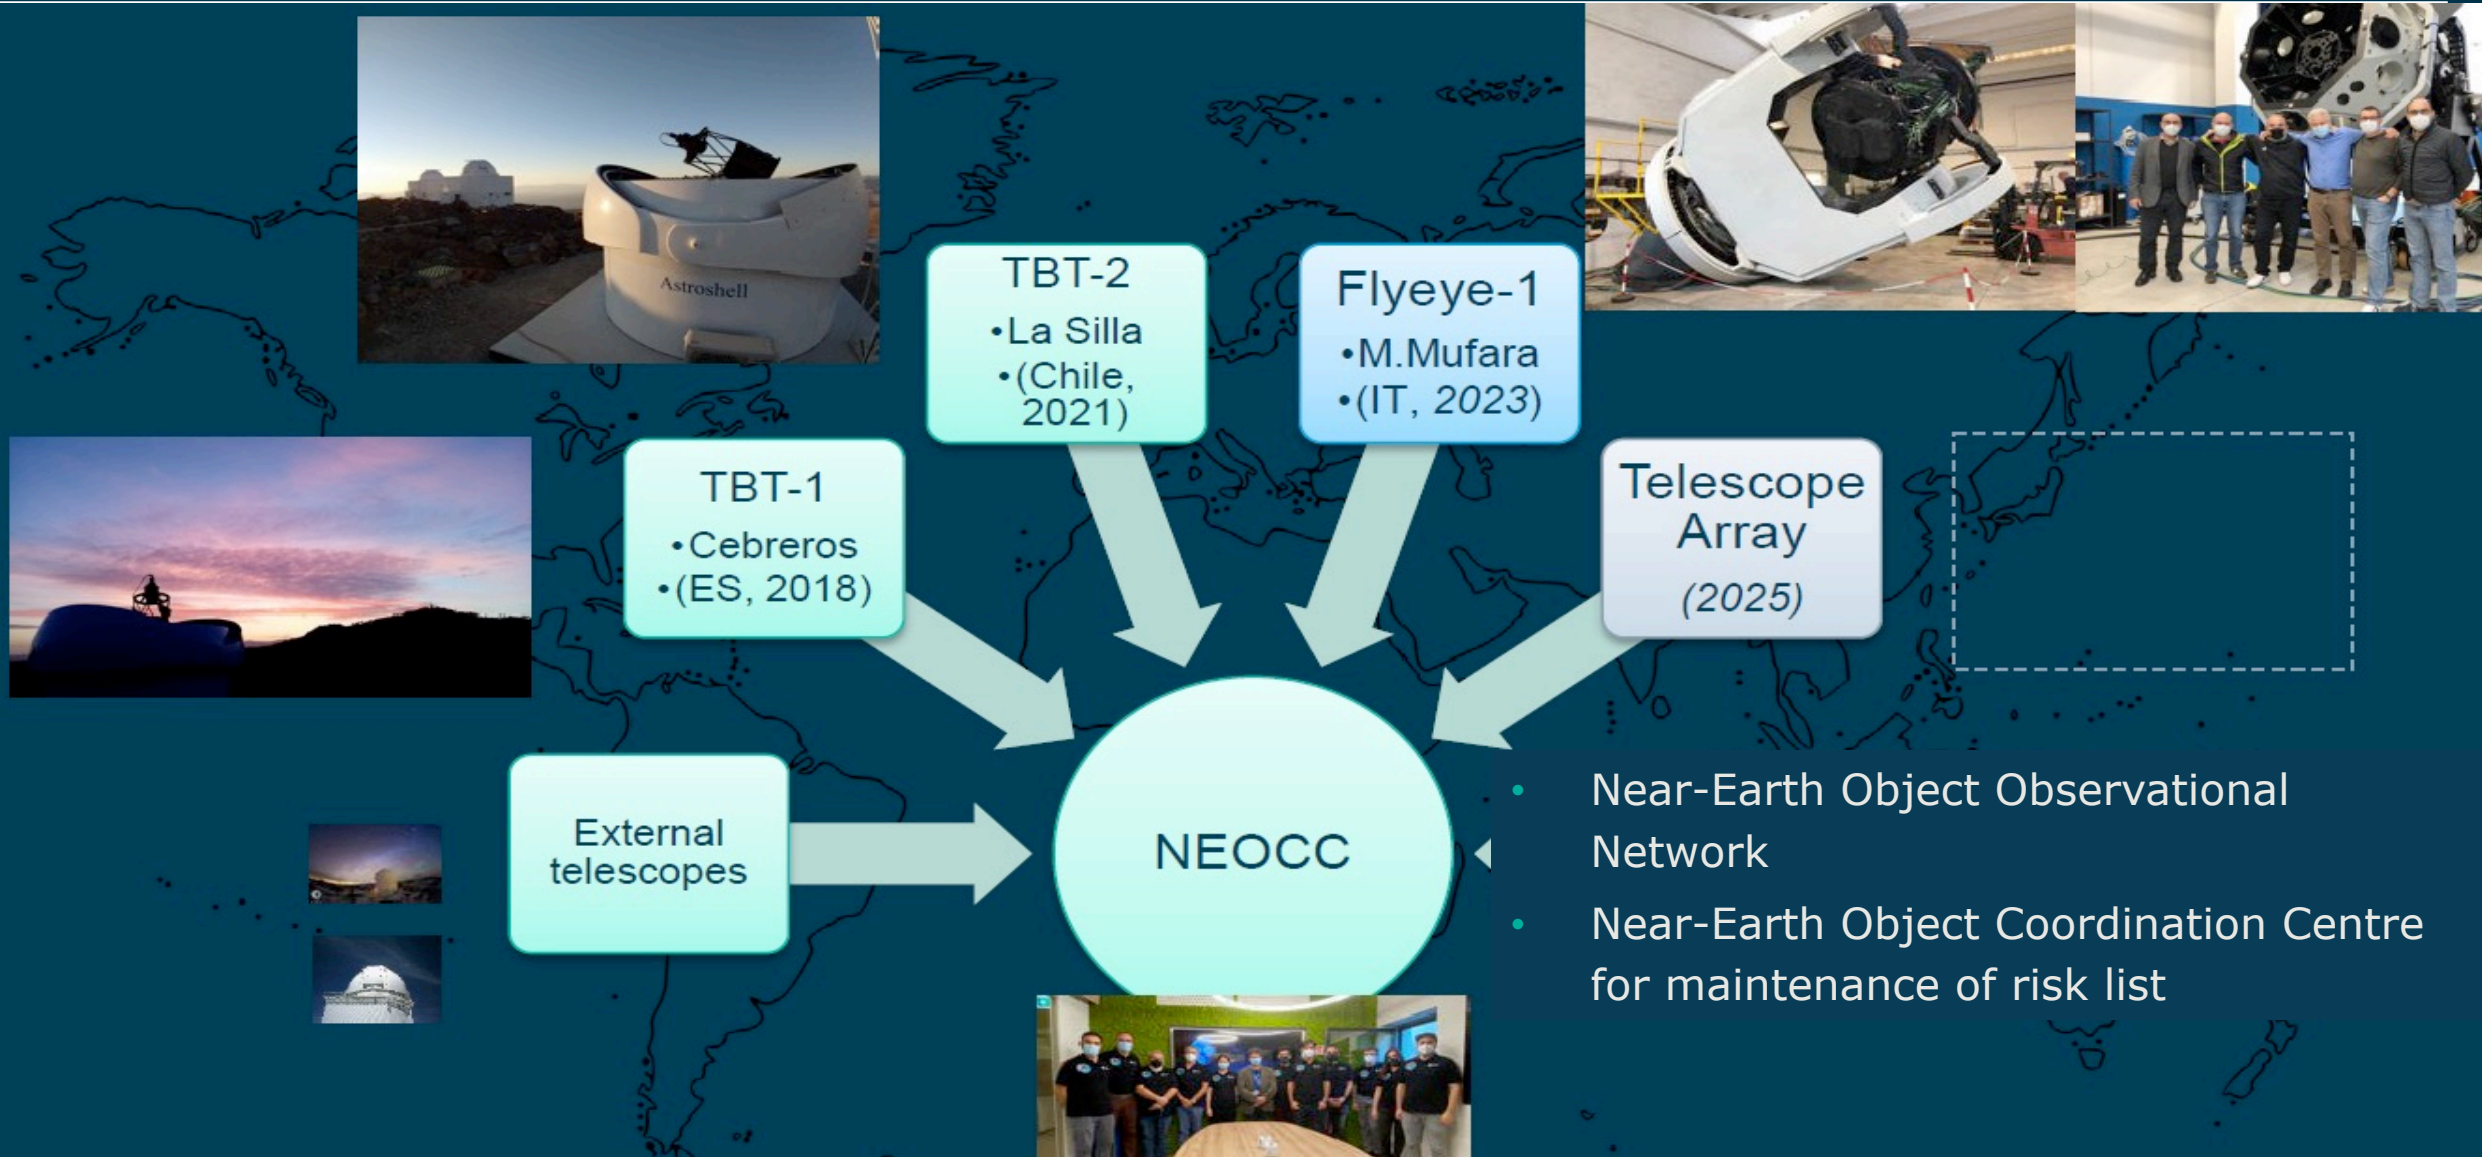 Astroshell
TBT-2
•La Silla
•(Chile,
2021)
Flyeye-1
•M.Mufara
•(IT, 2023)
TBT-1
•Cebreros
•(ES, 2018)
Telescope
Array
(2025)
External
telescopes
NEOCC
• Near-Earth Object Observational
Network
• Near-Earth Object Coordination Centre
for maintenance of risk list